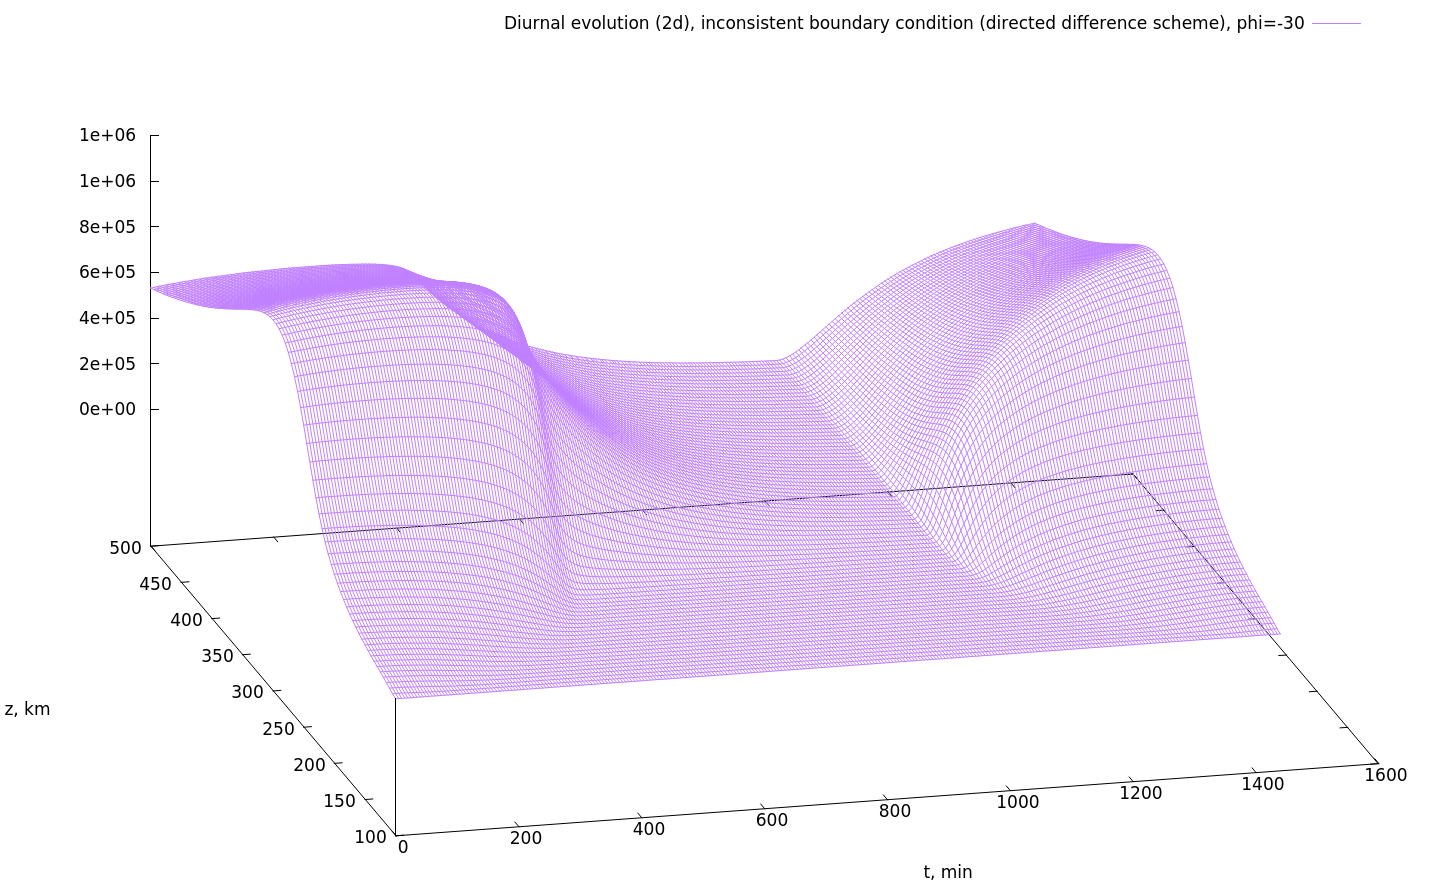 Diurnal evolution (2d), inconsistent boundary condition (directed difference scheme), phi=-30
1e+06
1e+06
8e+05
6e+05
4e+05
2e+05
0e+00
500
450
400
350
300
250
200
150
100
z, km
0
200
400
600
800
1000
1200
1400
1600
t, min